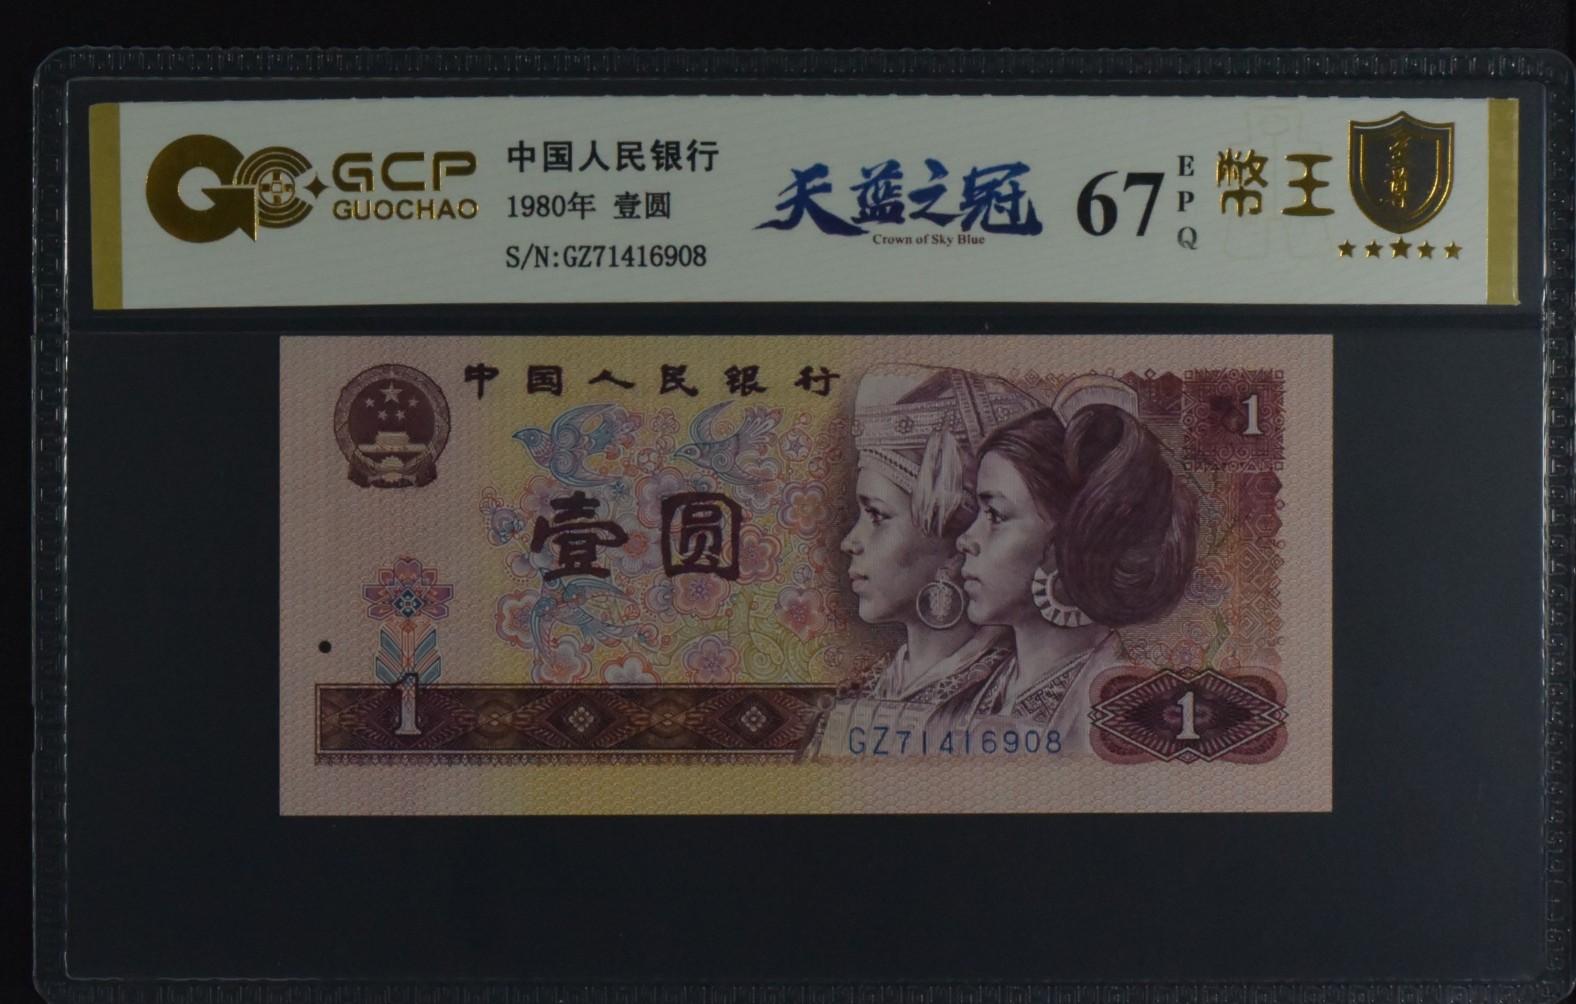 GCP
GUOCHAO
中国人民银行
1980年 壹圆
S/N:GZ71416908
天蓝之冠
Crown of Sky Blue
67
E
P
Q
币王
中国人民银行
1
壹圆
1
GZ71416908
1